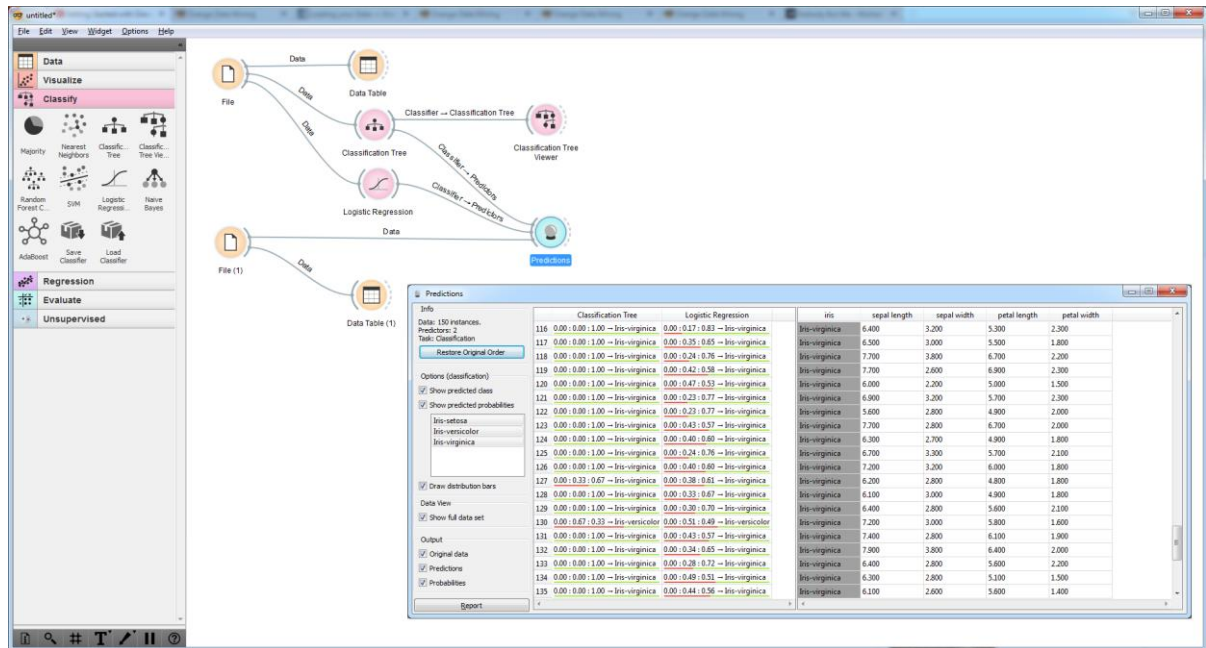 untitled*
File Edit View Widget Options Help
Data
Visualize
Classify
Majority
Nearest Neighbors
Classific... Tree
Classific... Tree Vie...
Random Forest C...
SVM
Logistic Regressi...
Naive Bayes
AdaBoost
Save Classifier
Load Classifier
Regression
Evaluate
Unsupervised
File
Data
Data Table
Data
Classification Tree
Classifier → Classification Tree
Classification Tree Viewer
Data
Logistic Regression
Classifier → Predictors
Classifier → Predictors
Data
Predictions
File (1)
Data
Data Table (1)
Predictions
Info
Data: 150 instances.
Predictors: 2
Task: Classification
Restore Original Order
Options (classification)
Show predicted class
Show predicted probabilities
Iris-setosa
Iris-versicolor
Iris-virginica
Draw distribution bars
Data View
Show full data set
Output
Original data
Predictions
Probabilities
Report
Classification Tree Logistic Regression iris sepal length sepal width petal length petal width
116 0.00 : 0.00 : 1.00 → Iris-virginica 0.00 : 0.17 : 0.83 → Iris-virginica Iris-virginica 6.400 3.200 5.300 2.300
117 0.00 : 0.00 : 1.00 → Iris-virginica 0.00 : 0.35 : 0.65 → Iris-virginica Iris-virginica 6.500 3.000 5.500 1.800
118 0.00 : 0.00 : 1.00 → Iris-virginica 0.00 : 0.24 : 0.76 → Iris-virginica Iris-virginica 7.700 3.800 6.700 2.200
119 0.00 : 0.00 : 1.00 → Iris-virginica 0.00 : 0.42 : 0.58 → Iris-virginica Iris-virginica 7.700 2.600 6.900 2.300
120 0.00 : 0.00 : 1.00 → Iris-virginica 0.00 : 0.47 : 0.53 → Iris-virginica Iris-virginica 6.000 2.200 5.000 1.500
121 0.00 : 0.00 : 1.00 → Iris-virginica 0.00 : 0.23 : 0.77 → Iris-virginica Iris-virginica 6.900 3.200 5.700 2.300
122 0.00 : 0.00 : 1.00 → Iris-virginica 0.00 : 0.23 : 0.77 → Iris-virginica Iris-virginica 5.600 2.800 4.900 2.000
123 0.00 : 0.00 : 1.00 → Iris-virginica 0.00 : 0.43 : 0.57 → Iris-virginica Iris-virginica 7.700 2.800 6.700 2.000
124 0.00 : 0.00 : 1.00 → Iris-virginica 0.00 : 0.40 : 0.60 → Iris-virginica Iris-virginica 6.300 2.700 4.900 1.800
125 0.00 : 0.00 : 1.00 → Iris-virginica 0.00 : 0.24 : 0.76 → Iris-virginica Iris-virginica 6.700 3.300 5.700 2.100
126 0.00 : 0.00 : 1.00 → Iris-virginica 0.00 : 0.40 : 0.60 → Iris-virginica Iris-virginica 7.200 3.200 6.000 1.800
127 0.00 : 0.33 : 0.67 → Iris-virginica 0.00 : 0.38 : 0.61 → Iris-virginica Iris-virginica 6.200 2.800 4.800 1.800
128 0.00 : 0.00 : 1.00 → Iris-virginica 0.00 : 0.33 : 0.67 → Iris-virginica Iris-virginica 6.100 3.000 4.900 1.800
129 0.00 : 0.00 : 1.00 → Iris-virginica 0.00 : 0.30 : 0.70 → Iris-virginica Iris-virginica 6.400 2.800 5.600 2.100
130 0.00 : 0.67 : 0.33 → Iris-versicolor 0.00 : 0.51 : 0.49 → Iris-versicolor Iris-virginica 7.200 3.000 5.800 1.600
131 0.00 : 0.00 : 1.00 → Iris-virginica 0.00 : 0.43 : 0.57 → Iris-virginica Iris-virginica 7.400 2.800 6.100 1.900
132 0.00 : 0.00 : 1.00 → Iris-virginica 0.00 : 0.34 : 0.65 → Iris-virginica Iris-virginica 7.900 3.800 6.400 2.000
133 0.00 : 0.00 : 1.00 → Iris-virginica 0.00 : 0.28 : 0.72 → Iris-virginica Iris-virginica 6.400 2.800 5.600 2.200
134 0.00 : 0.00 : 1.00 → Iris-virginica 0.00 : 0.49 : 0.51 → Iris-virginica Iris-virginica 6.300 2.800 5.100 1.500
135 0.00 : 0.00 : 1.00 → Iris-virginica 0.00 : 0.44 : 0.56 → Iris-virginica Iris-virginica 6.100 2.600 5.600 1.400